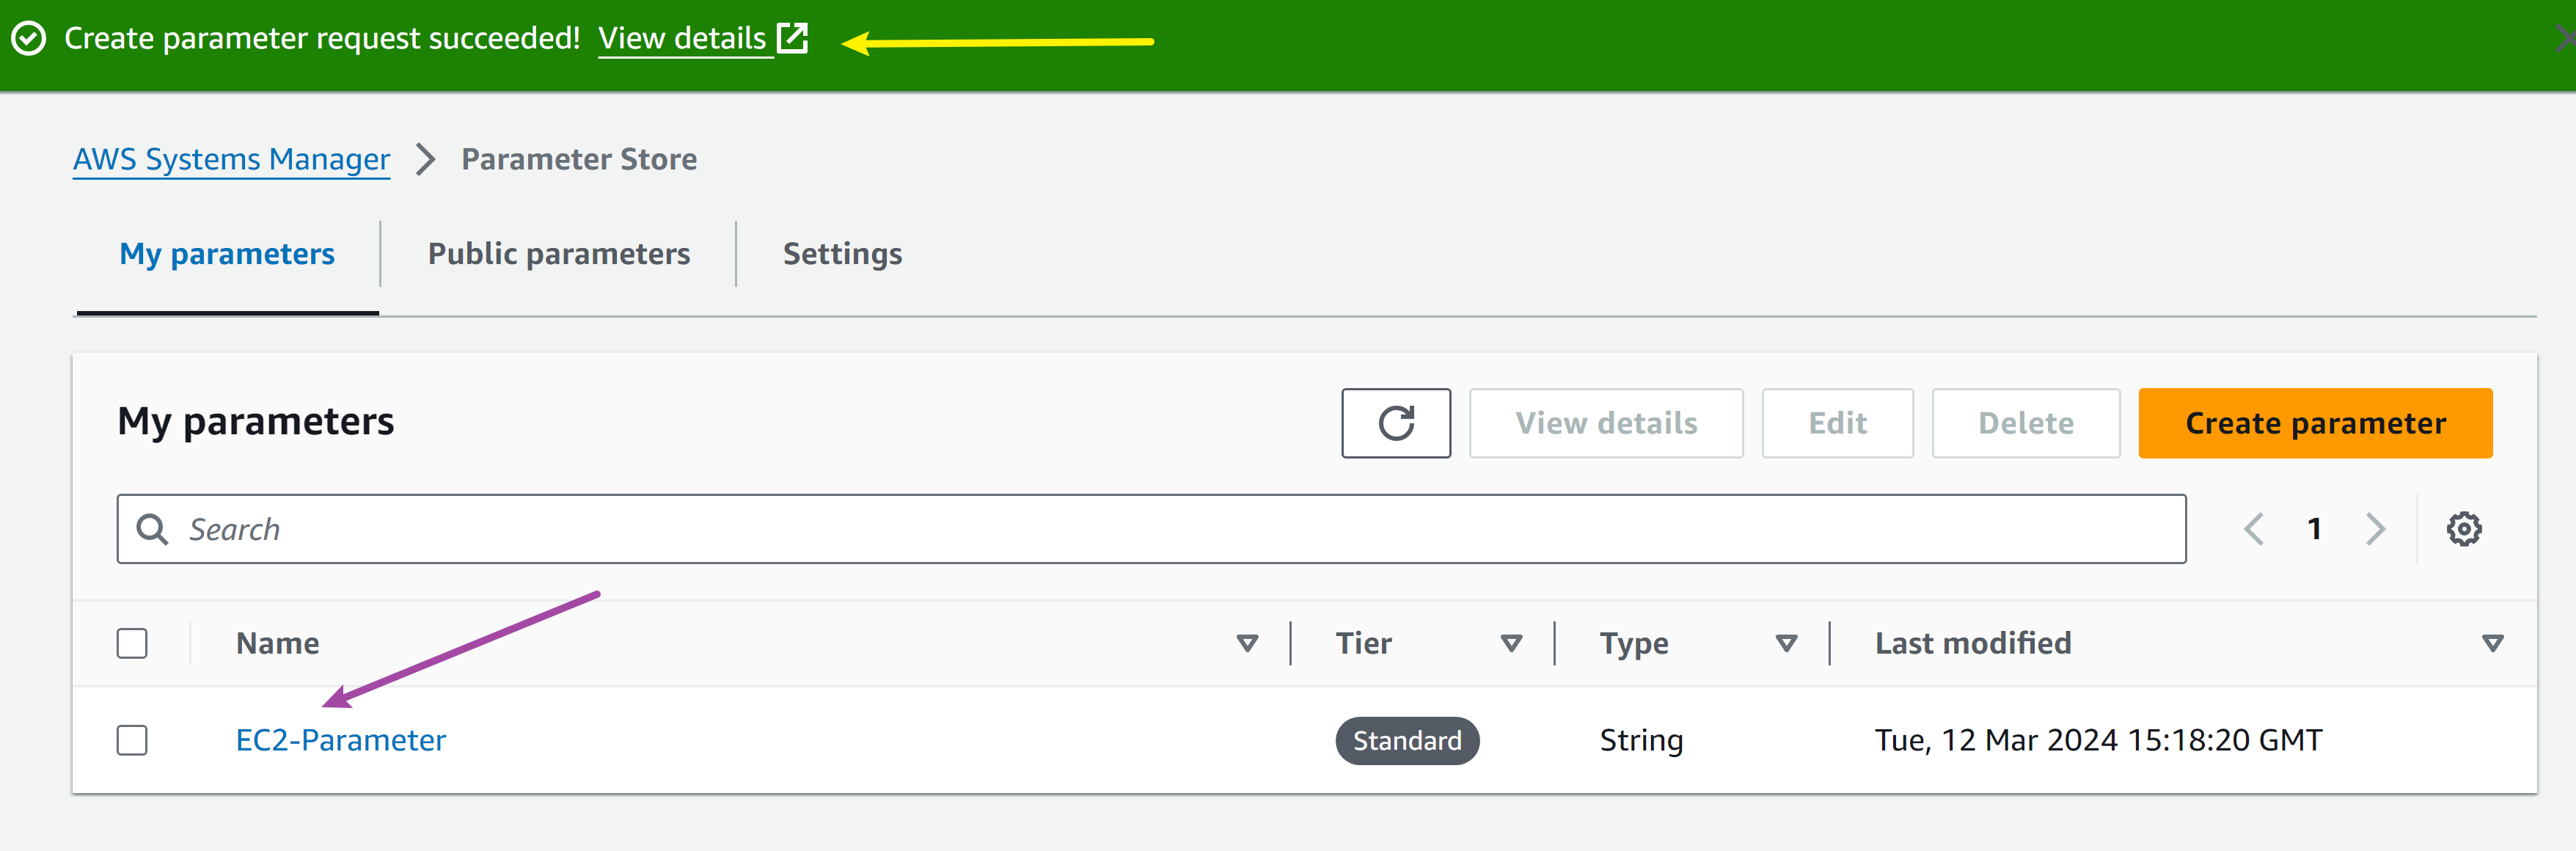 Create parameter request succeeded! View details
AWS Systems Manager Parameter Store
My parameters Public parameters Settings
My parameters View details Edit Delete Create parameter
Search 1
Name Tier Type Last modified
EC2-Parameter Standard String Tue, 12 Mar 2024 15:18:20 GMT